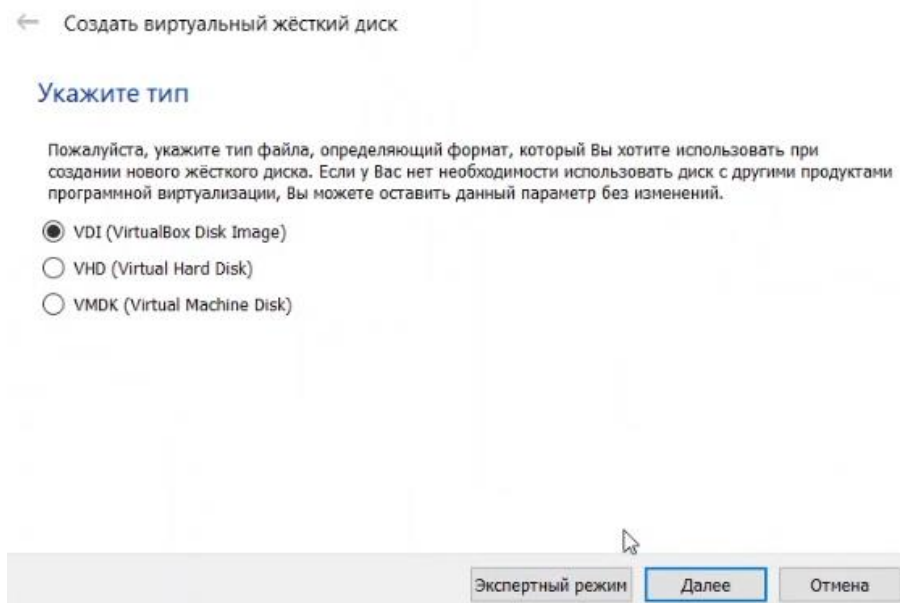 Создать виртуальный жёсткий диск
Укажите тип
Пожалуйста, укажите тип файла, определяющий формат, который Вы хотите использовать при
создании нового жёсткого диска. Если у Вас нет необходимости использовать диск с другими продуктами
программной виртуализации, Вы можете оставить данный параметр без изменений.
VDI (VirtualBox Disk Image)
VHD (Virtual Hard Disk)
VMDK (Virtual Machine Disk)
Экспертный режим Далее Отмена